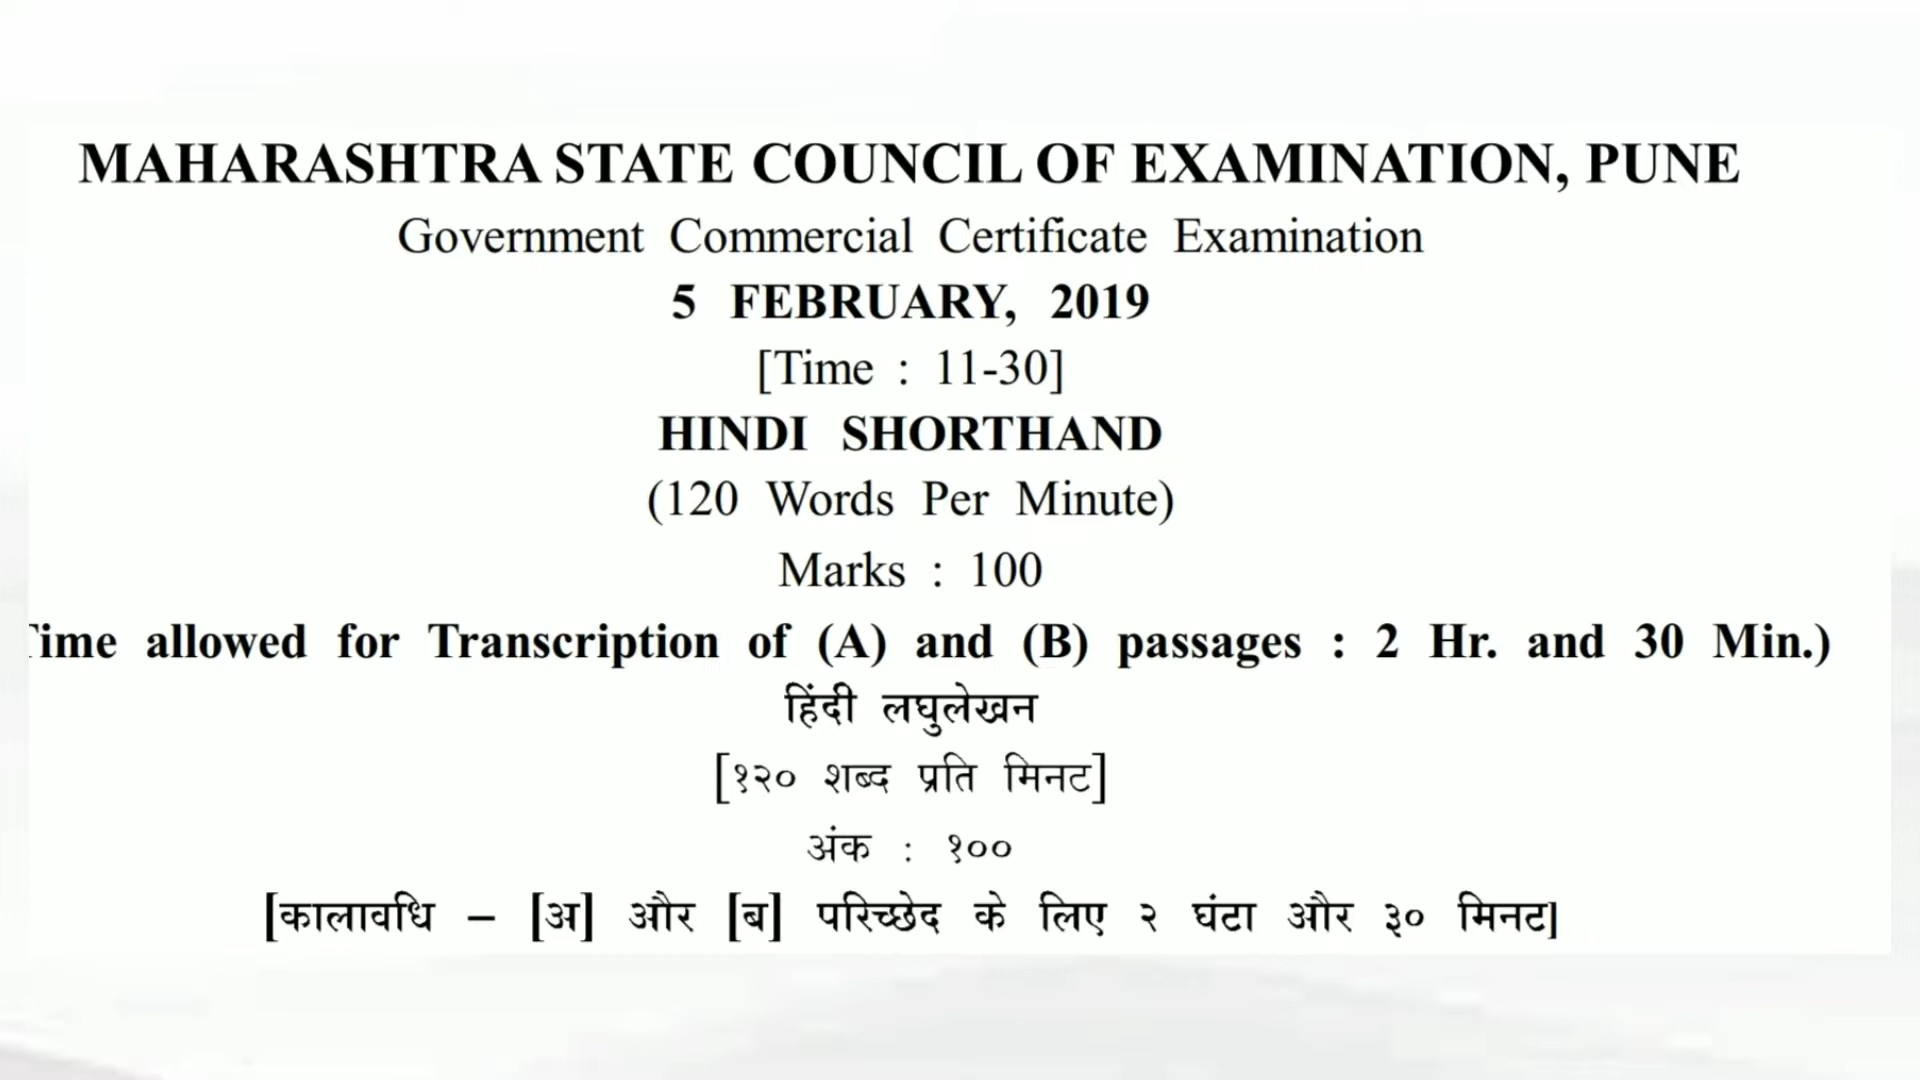 MAHARASHTRA STATE COUNCIL OF EXAMINATION, PUNE
Government Commercial Certificate Examination
5 FEBRUARY, 2019
[Time : 11-30]
HINDI SHORTHAND
(120 Words Per Minute)
Marks : 100
ime allowed for Transcription of (A) and (B) passages : 2 Hr. and 30 Min.)
हिंदी लघुलेखन
[१२० शब्द प्रति मिनट]
अंक : १००
[कालावधि – [अ] और [ब] परिच्छेद के लिए २ घंटा और ३० मिनट]